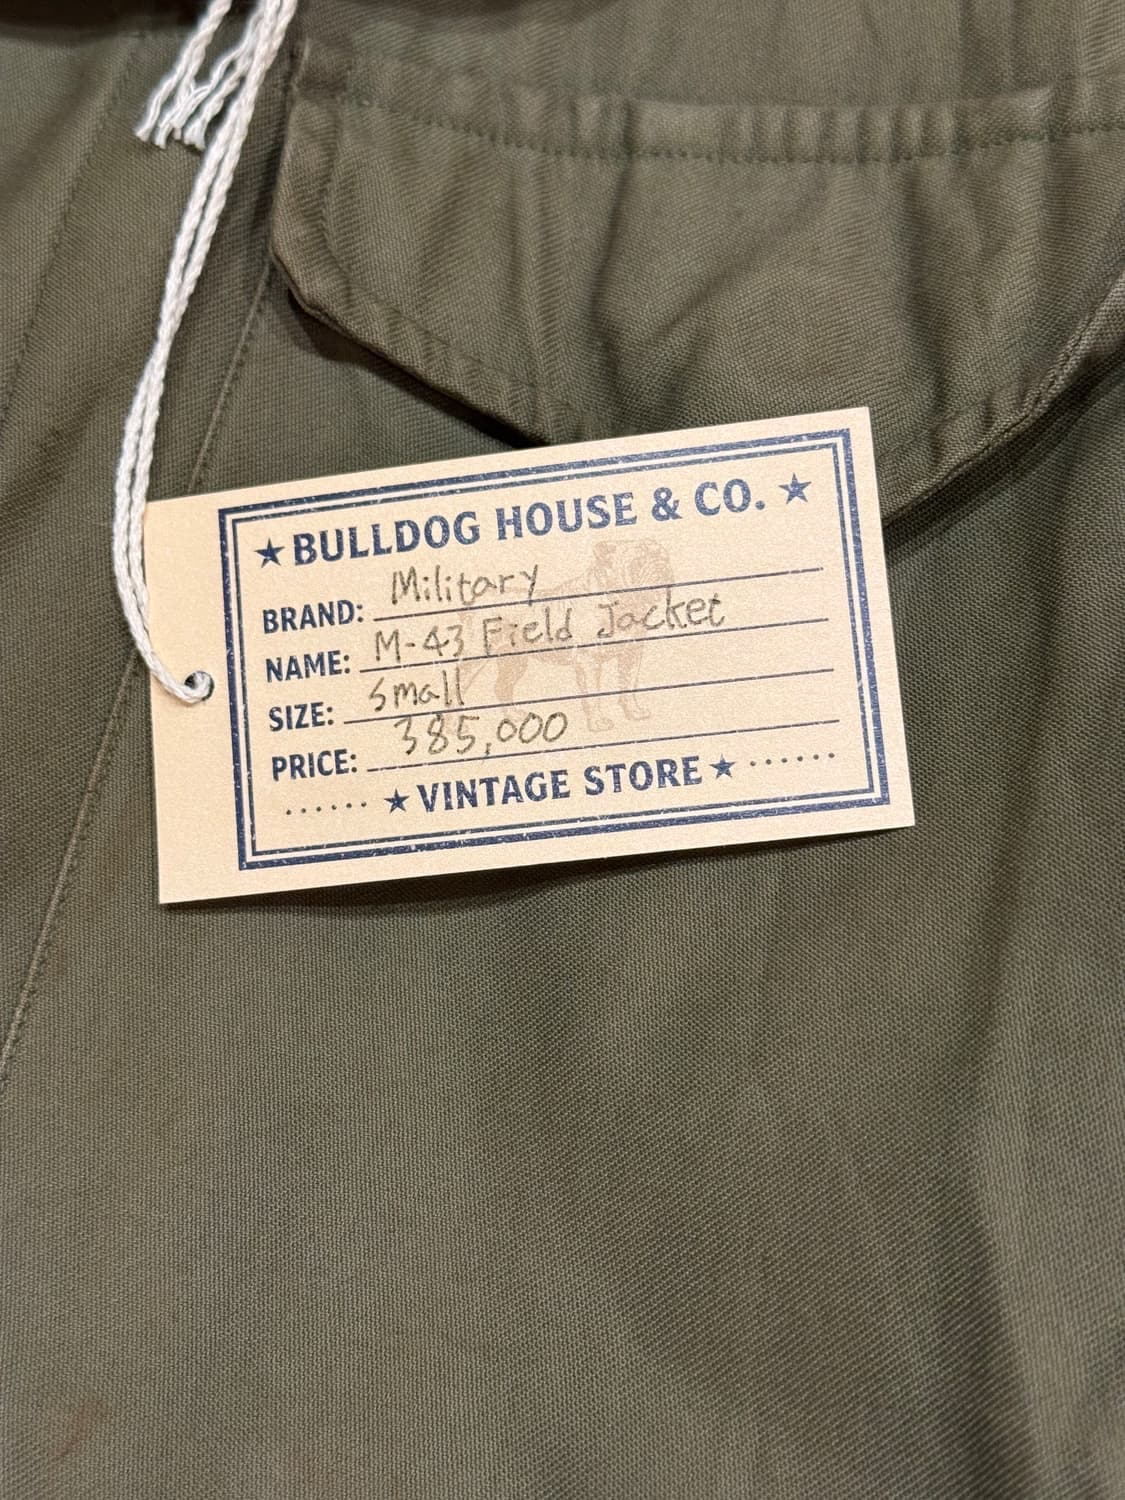 ★ BULLDOG HOUSE & CO. ★
BRAND: Military
NAME: M-43 Field Jacket
SIZE: Small
PRICE: 385,000
...... ★ VINTAGE STORE ★ ......